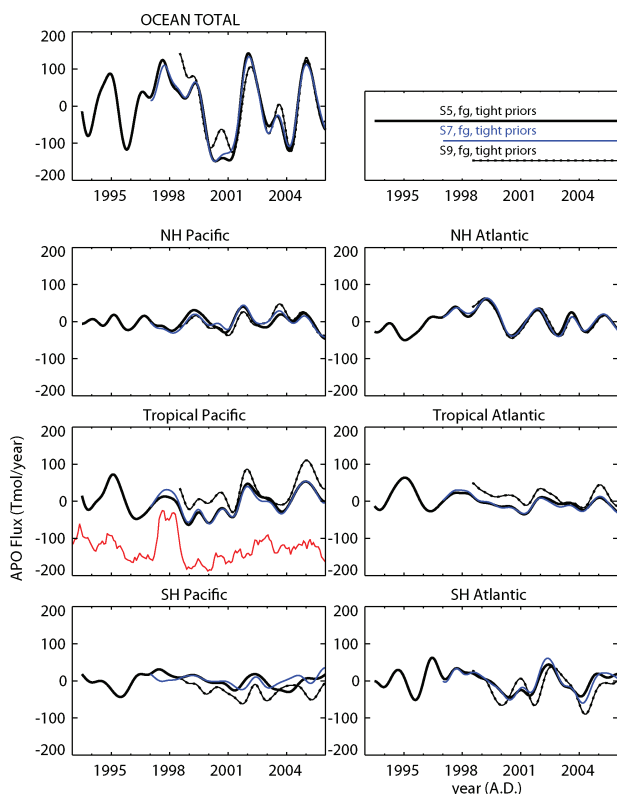 OCEAN TOTAL
200
100
0
-100
-200
1995 1998 2001 2004
S5, fg, tight priors
S7, fg, tight priors
S9, fg, tight priors
1995 1998 2001 2004
NH Pacific
200
100
0
-100
-200
NH Atlantic
200
100
0
-100
-200
Tropical Pacific
200
100
0
-100
-200
Tropical Atlantic
200
100
0
-100
-200
APO Flux (Tmol/year)
SH Pacific
200
100
0
-100
-200
1995 1998 2001 2004
SH Atlantic
200
100
0
-100
-200
1995 1998 2001 2004
year (A.D.)